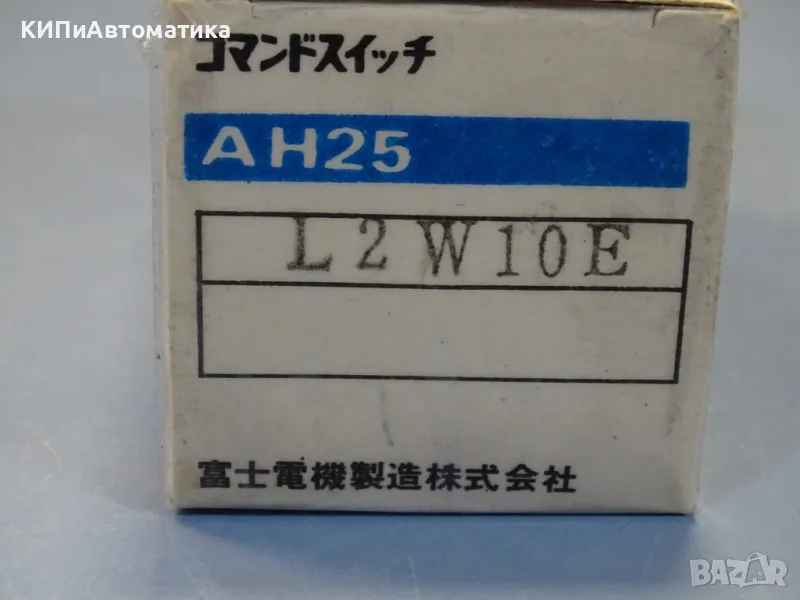 КИПиАвтоматика
コマンドスイッチ
AH25
L2W10E
富士電機製造株式会社
BAZAR